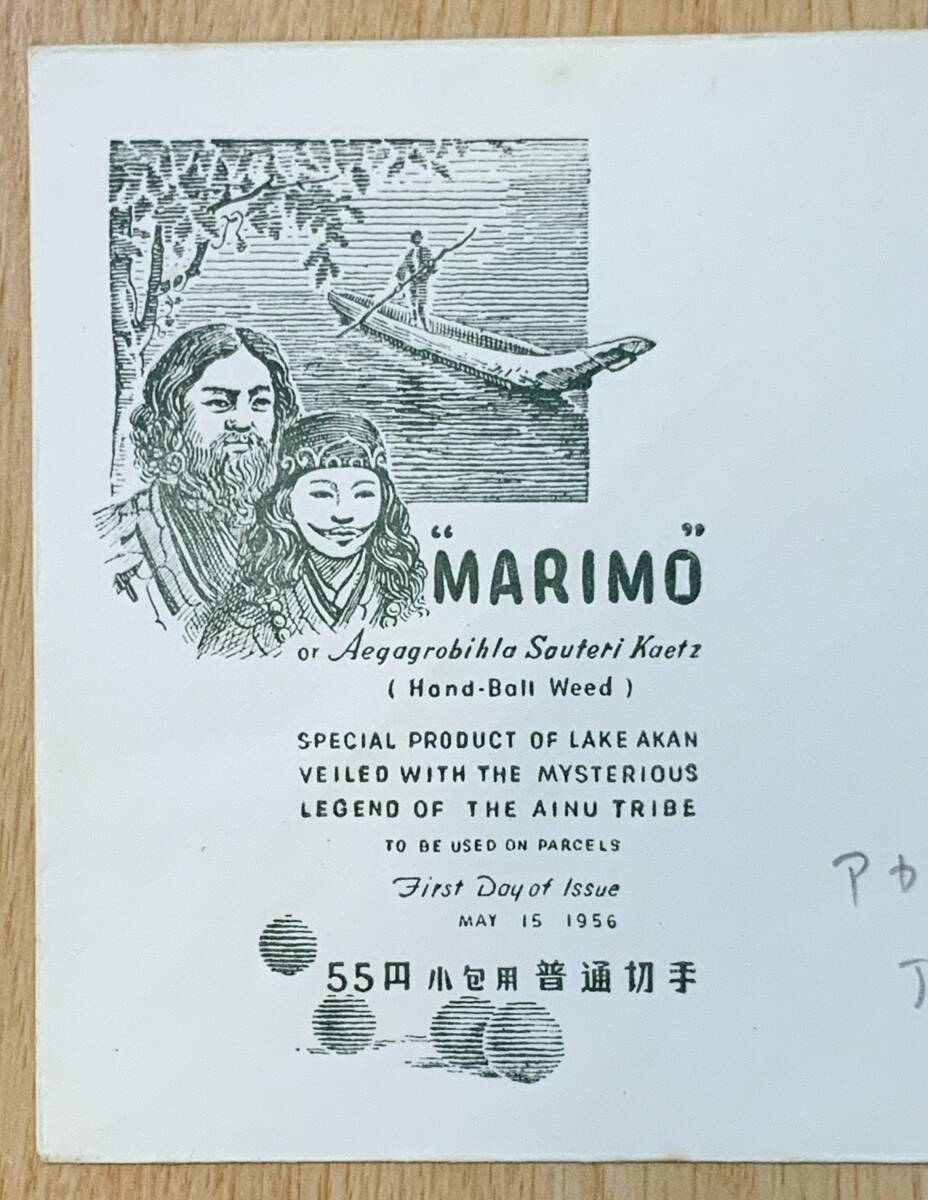 "MARIMO"
or Aegagrobihla Sauteri Kaetz
( Hand-Ball Weed )
SPECIAL PRODUCT OF LAKE AKAN
VEILED WITH THE MYSTERIOUS
LEGEND OF THE AINU TRIBE
TO BE USED ON PARCELS
First Day of Issue
MAY 15 1956
55円 小包用 普通切手
アカ